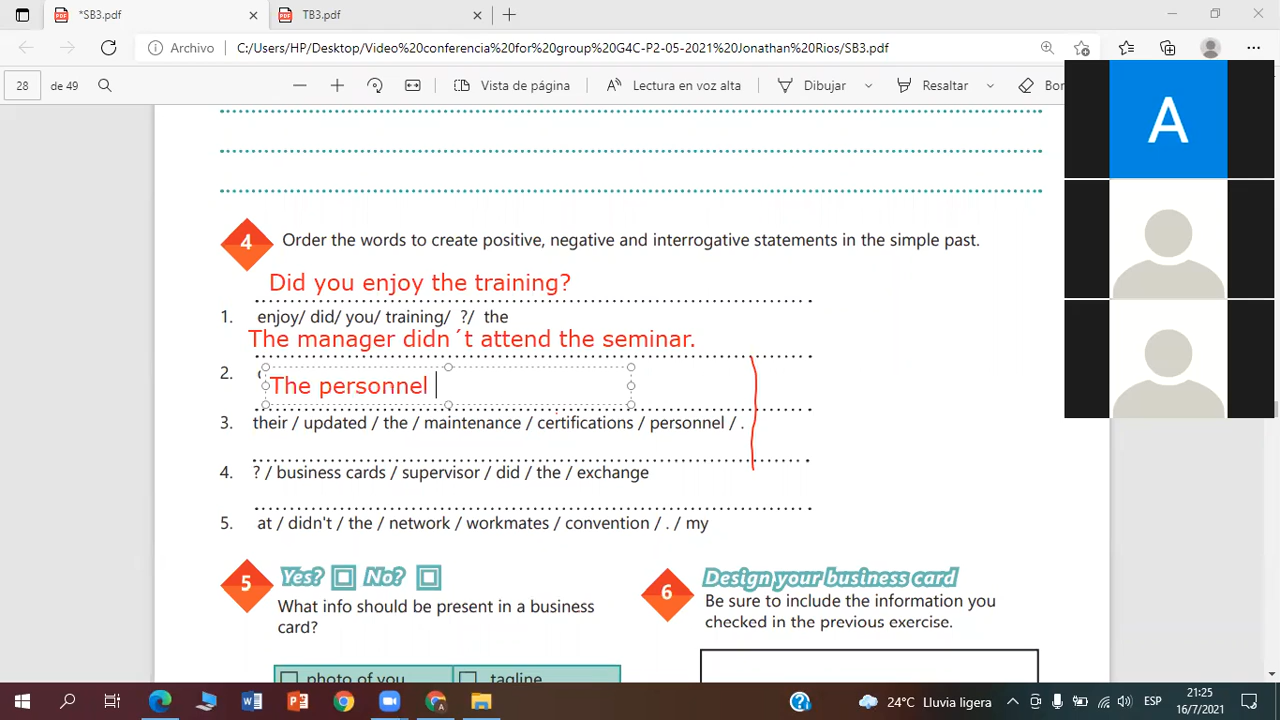 *SB3.pdf
TB3.pdf
Archivo C:/Users/HP/Desktop/Video%20conferencia%20for%20group%20G4C-P2-05-2021%20Jonathan%20Rios/SB3.pdf
28 de 49 Vista de página Lectura en voz alta Dibujar Resaltar Bor
A
4 Order the words to create positive, negative and interrogative statements in the simple past.
Did you enjoy the training?
1. enjoy/ did/ you/ training/ ?/ the
The manager didn´t attend the seminar.
2.
The personnel
3. their / updated / the / maintenance / certifications / personnel / .
4. ? / business cards / supervisor / did / the / exchange
5. at / didn't / the / network / workmates / convention / . / my
5 Yes? No?
What info should be present in a business
card?
photo of you tagline
6 Design your business card
Be sure to include the information you
checked in the previous exercise.
24°C Lluvia ligera ESP 21:25
16/7/2021